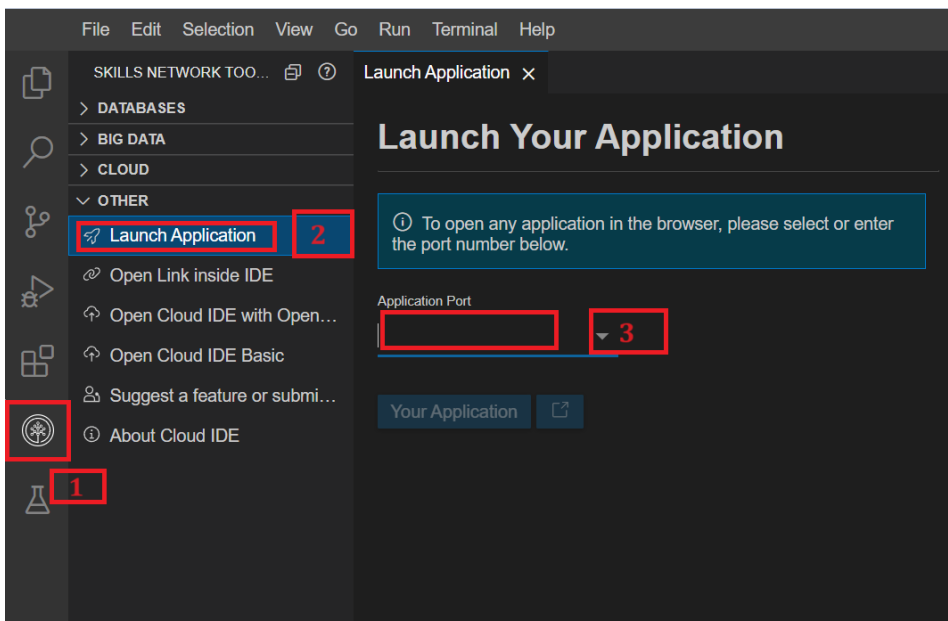 File Edit Selection View Go Run Terminal Help
SKILLS NETWORK TOO...
Launch Application
DATABASES
BIG DATA
CLOUD
OTHER
Launch Application
2
Open Link inside IDE
Open Cloud IDE with Open...
Open Cloud IDE Basic
Suggest a feature or submi...
About Cloud IDE
1
Launch Your Application
To open any application in the browser, please select or enter
the port number below.
Application Port
3
Your Application